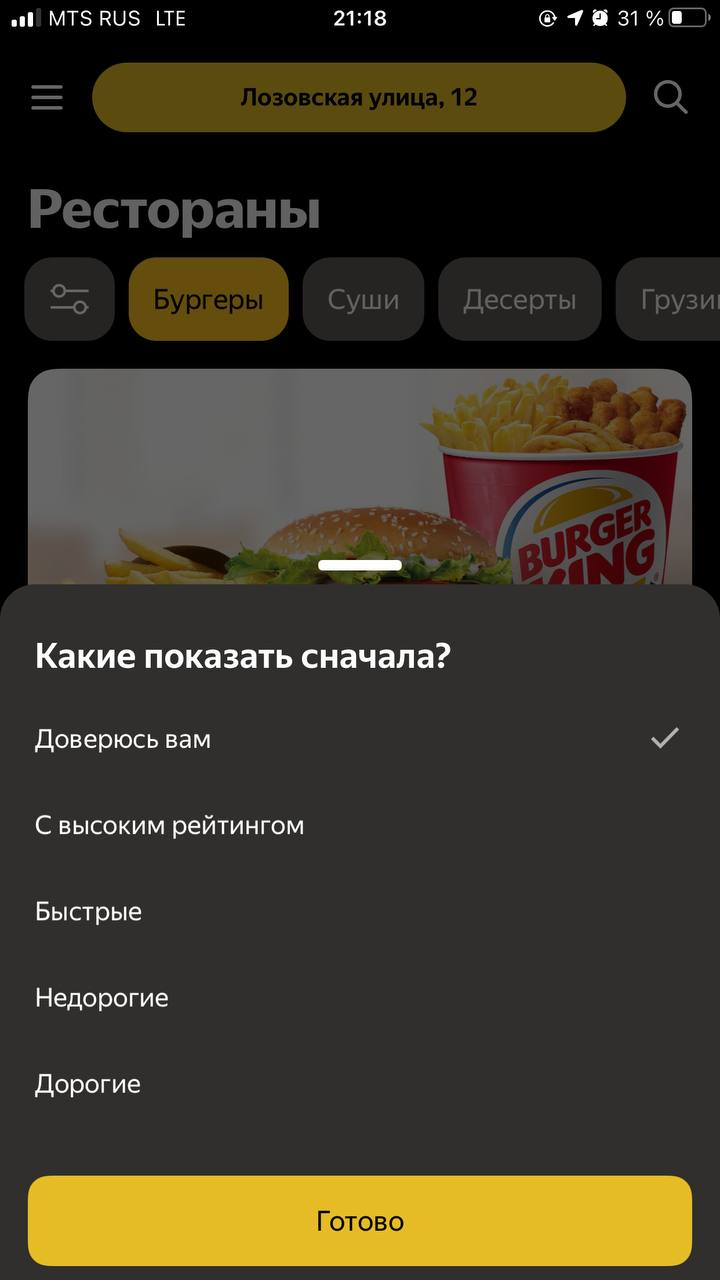 MTS RUS LTE 21:18 31 %
Лозовская улица, 12
Рестораны
Бургеры Суши Десерты
BURGER
KING
Какие показать сначала?
Доверюсь вам
С высоким рейтингом
Быстрые
Недорогие
Дорогие
Готово